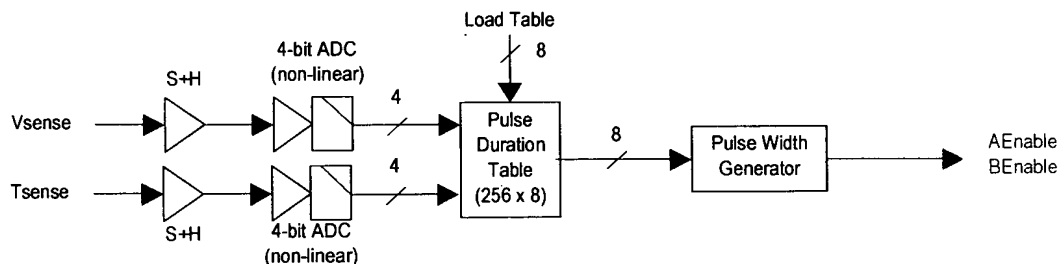 Load Table
8
4-bit ADC
(non-linear)
S+H
4
Vsense
Pulse
Duration
Table
(256 x 8)
8
Pulse Width
Generator
AEnable
BEnable
Tsense
4
S+H
4-bit ADC
(non-linear)